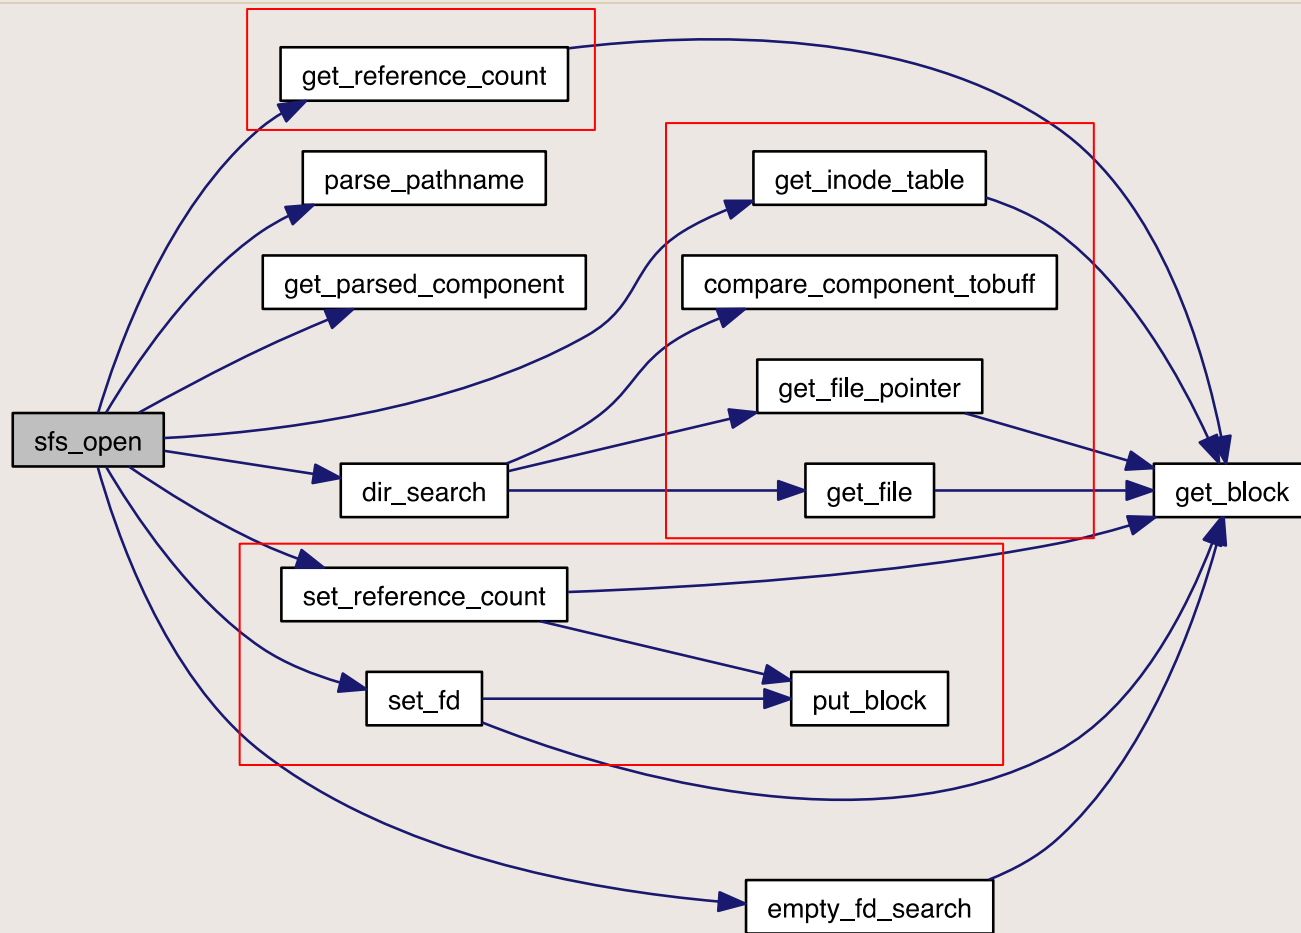 get_reference_count
parse_pathname
get_inode_table
get_parsed_component
compare_component_tobuff
get_file_pointer
sfs_open
dir_search
get_file
get_block
set_reference_count
set_fd
put_block
empty_fd_search